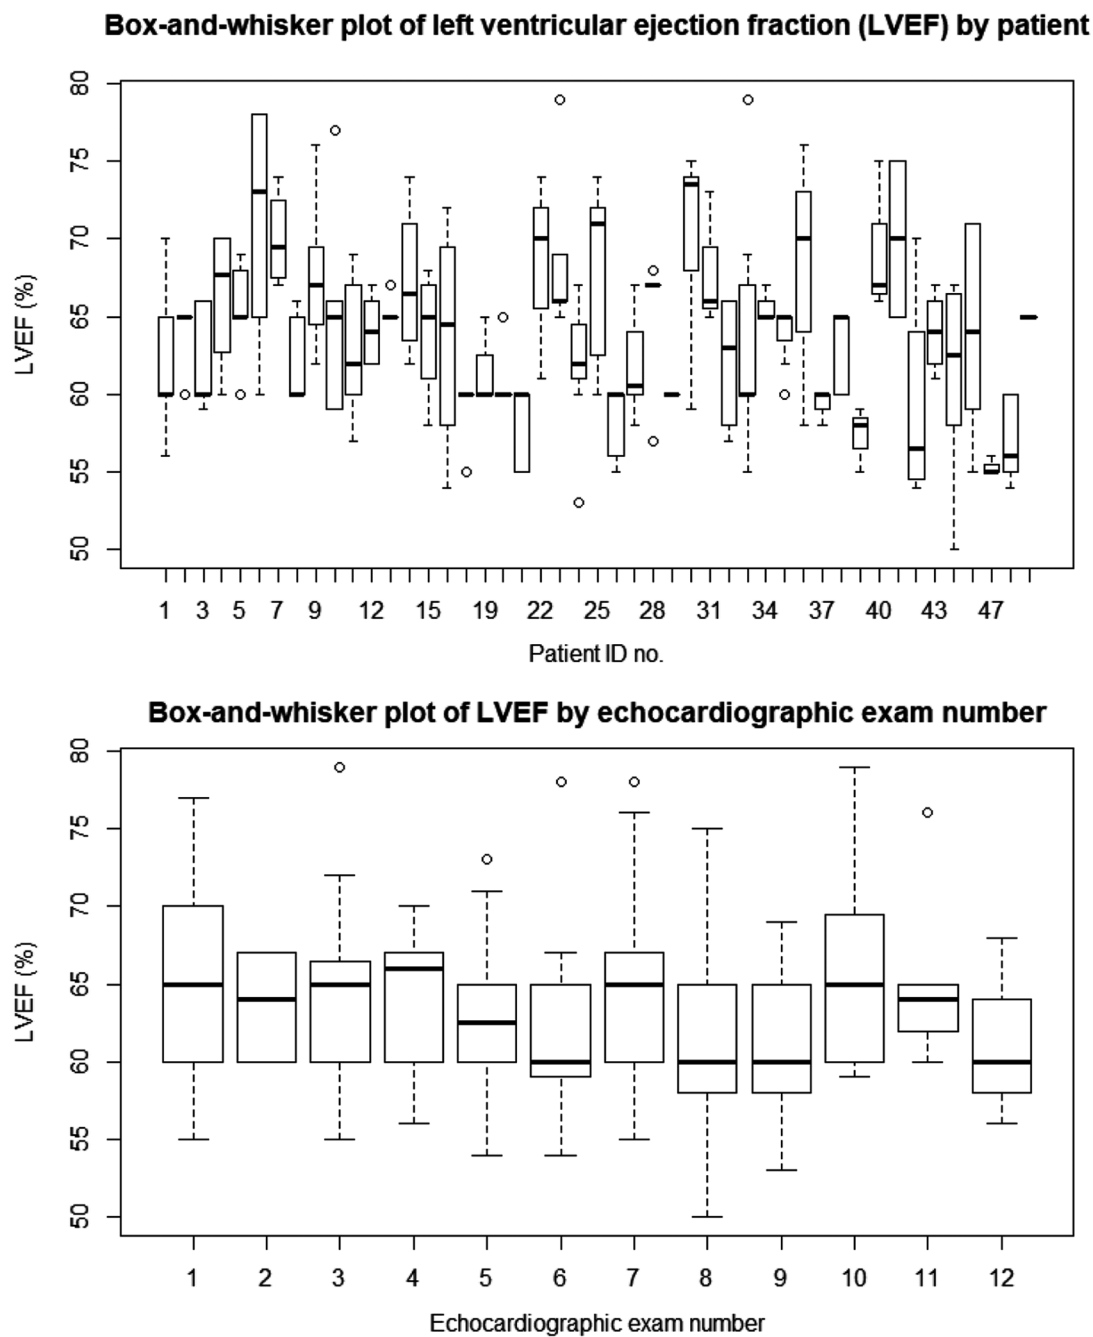 Box-and-whisker plot of left ventricular ejection fraction (LVEF) by patient
80
75
70
65
60
55
50
LVEF (%)
1 3 5 7 9 12 15 19 22 25 28 31 34 37 40 43 47
Patient ID no.
Box-and-whisker plot of LVEF by echocardiographic exam number
80
75
70
65
60
55
50
LVEF (%)
1 2 3 4 5 6 7 8 9 10 11 12
Echocardiographic exam number